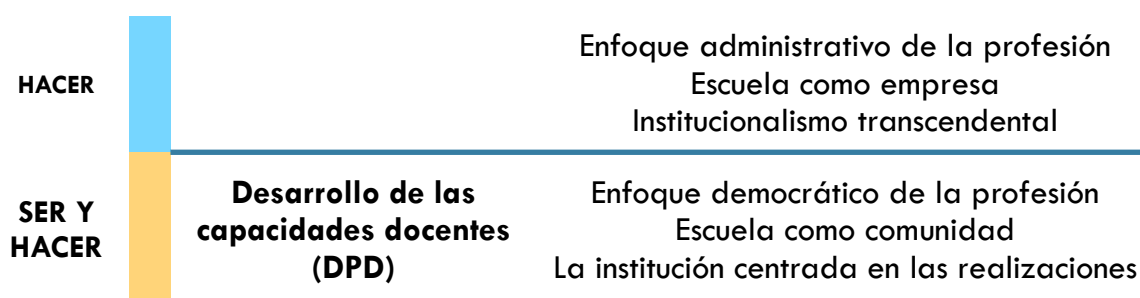 HACER
Enfoque administrativo de la profesión
Escuela como empresa
Institucionalismo transcendental
SER Y
HACER
Desarrollo de las
capacidades docentes
(DPD)
Enfoque democrático de la profesión
Escuela como comunidad
La institución centrada en las realizaciones